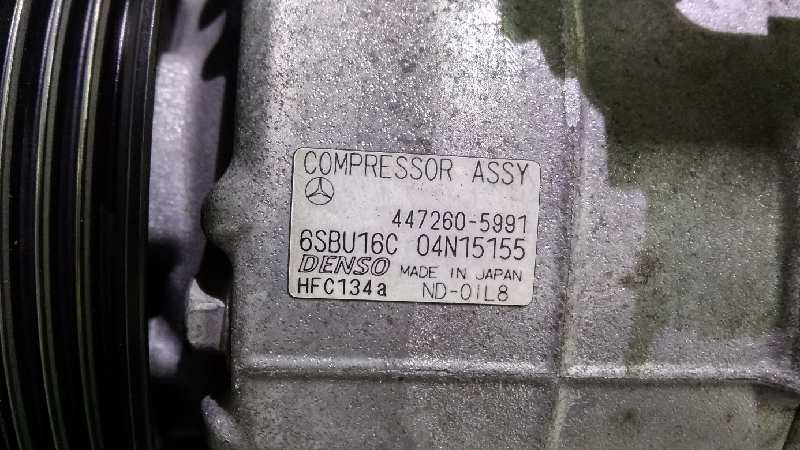 COMPRESSOR ASSY
447260-5991
6SBU16C 04N15155
DENSO MADE IN JAPAN
HFC134a ND-OIL8